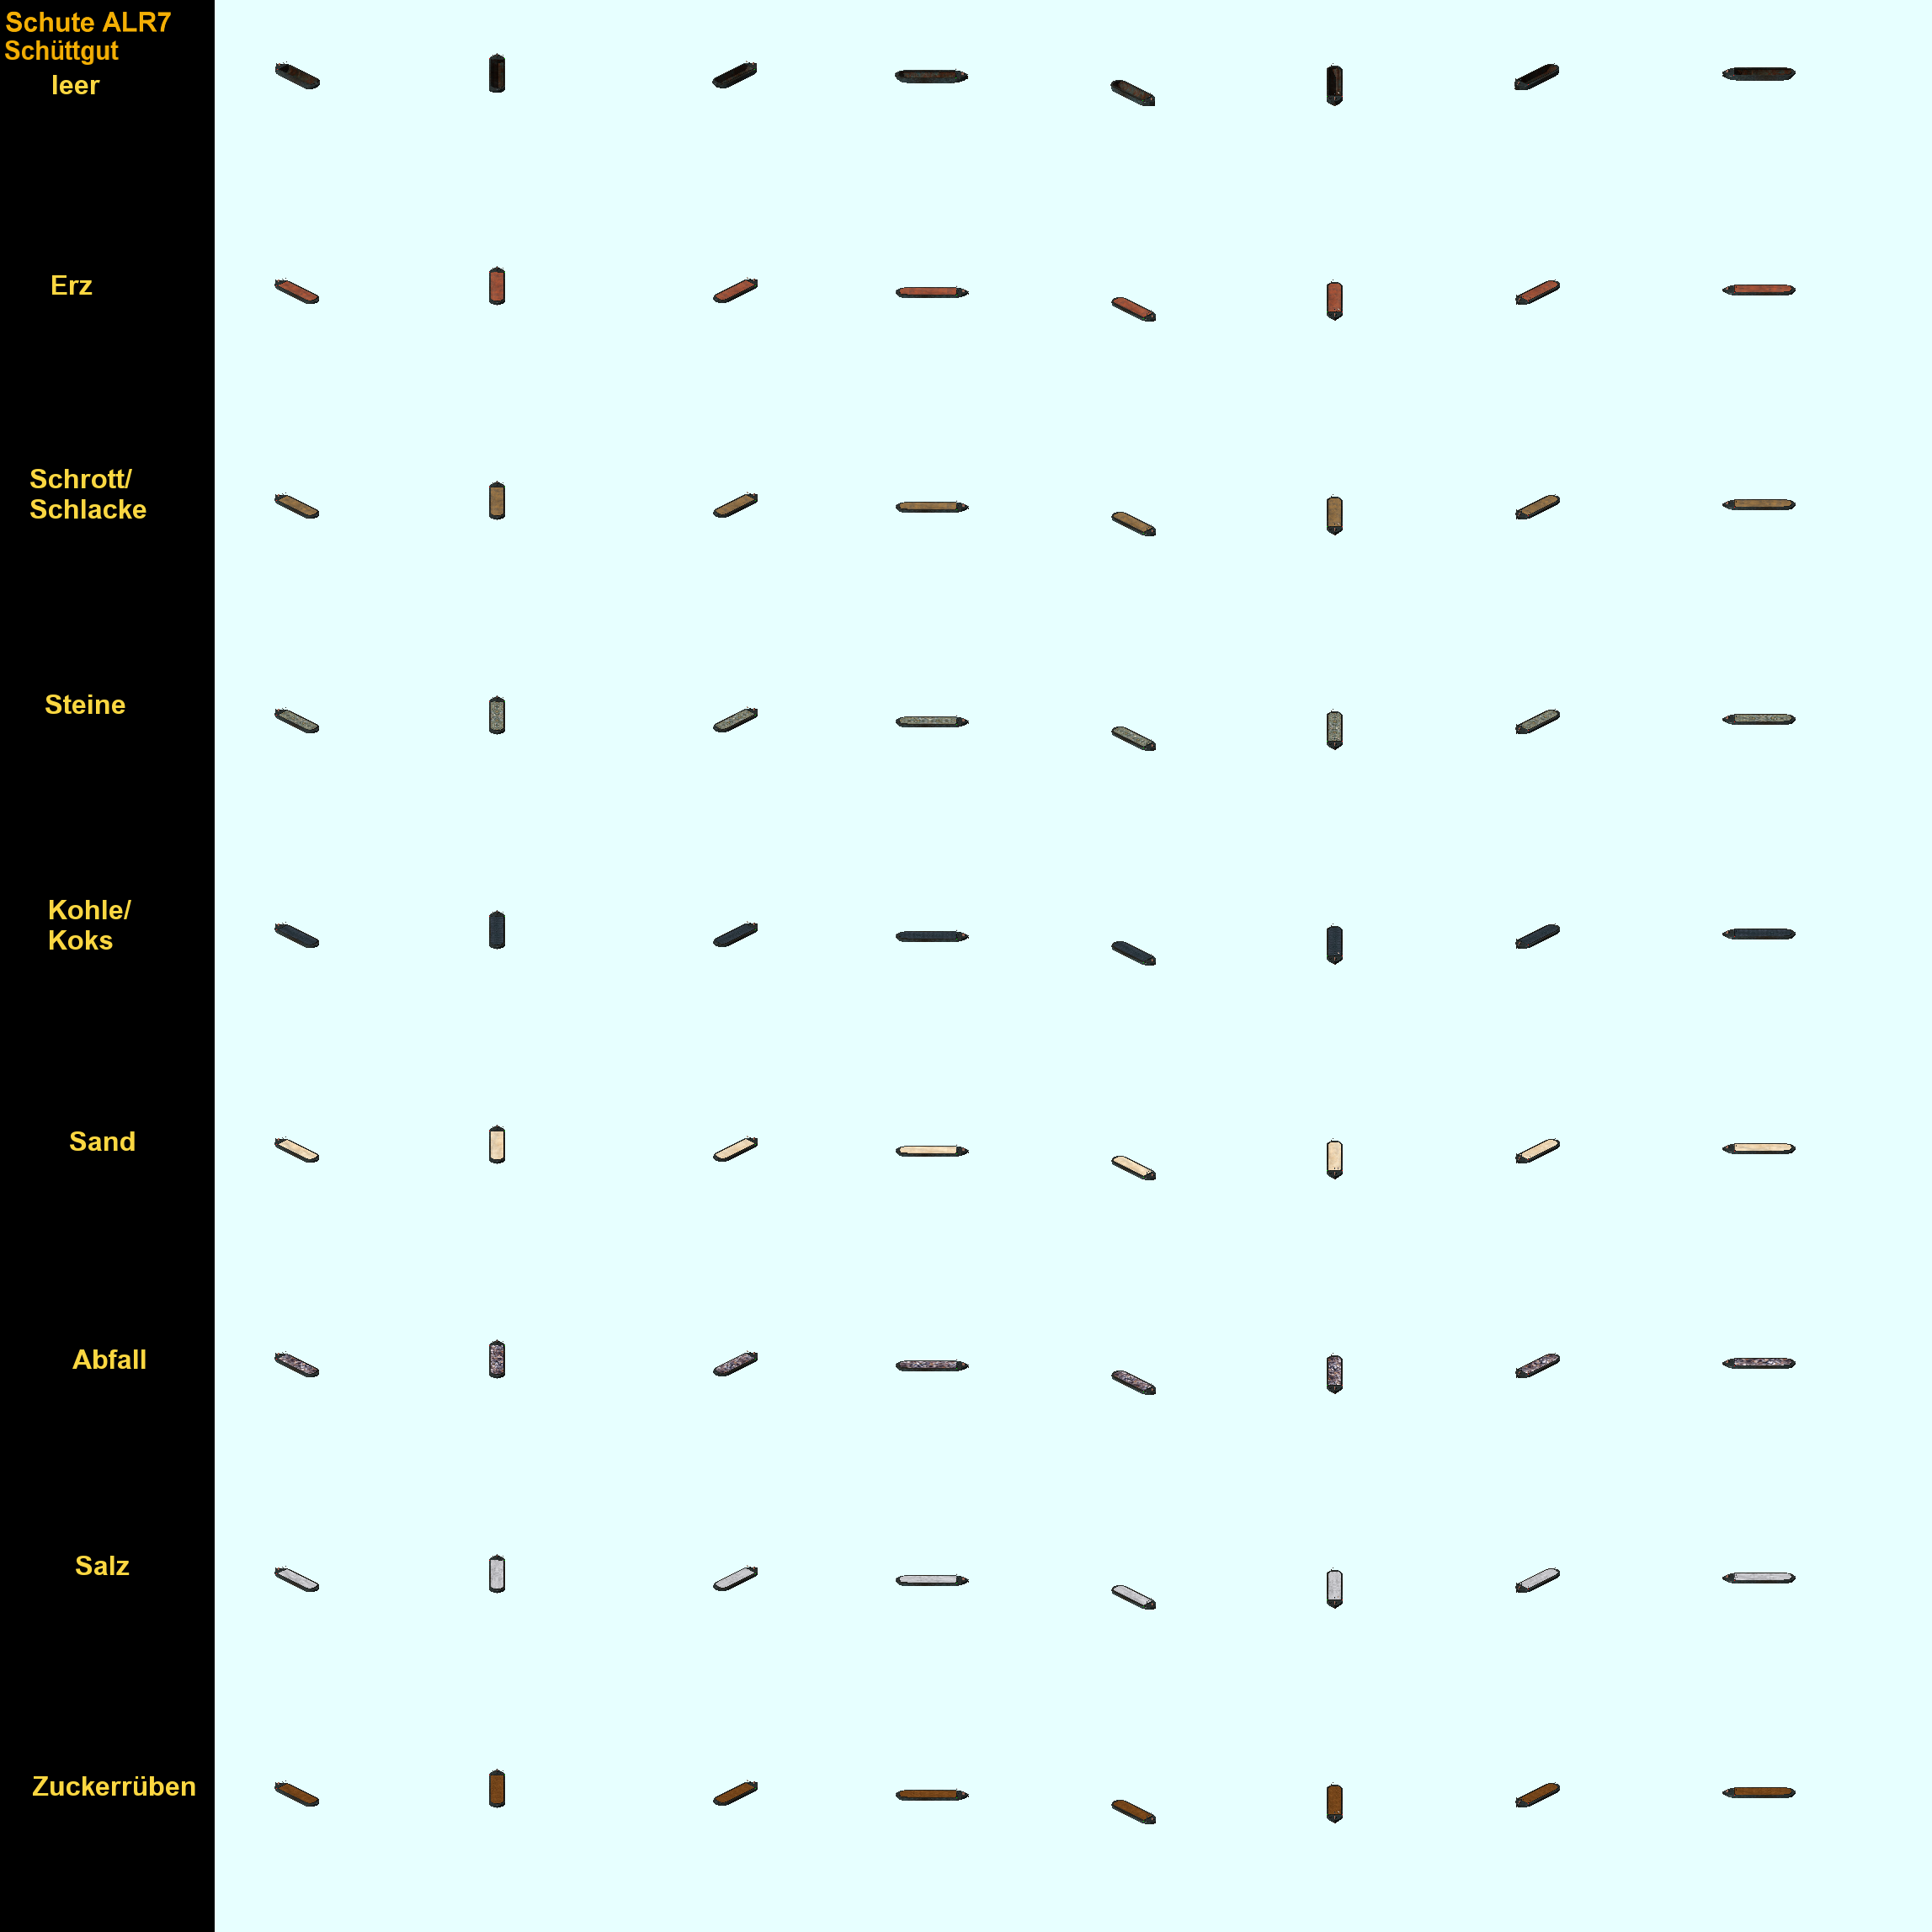 Schute ALR7
Schüttgut
leer
Erz
Schrott/
Schlacke
Steine
Kohle/
Koks
Sand
Abfall
Salz
Zuckerrüben